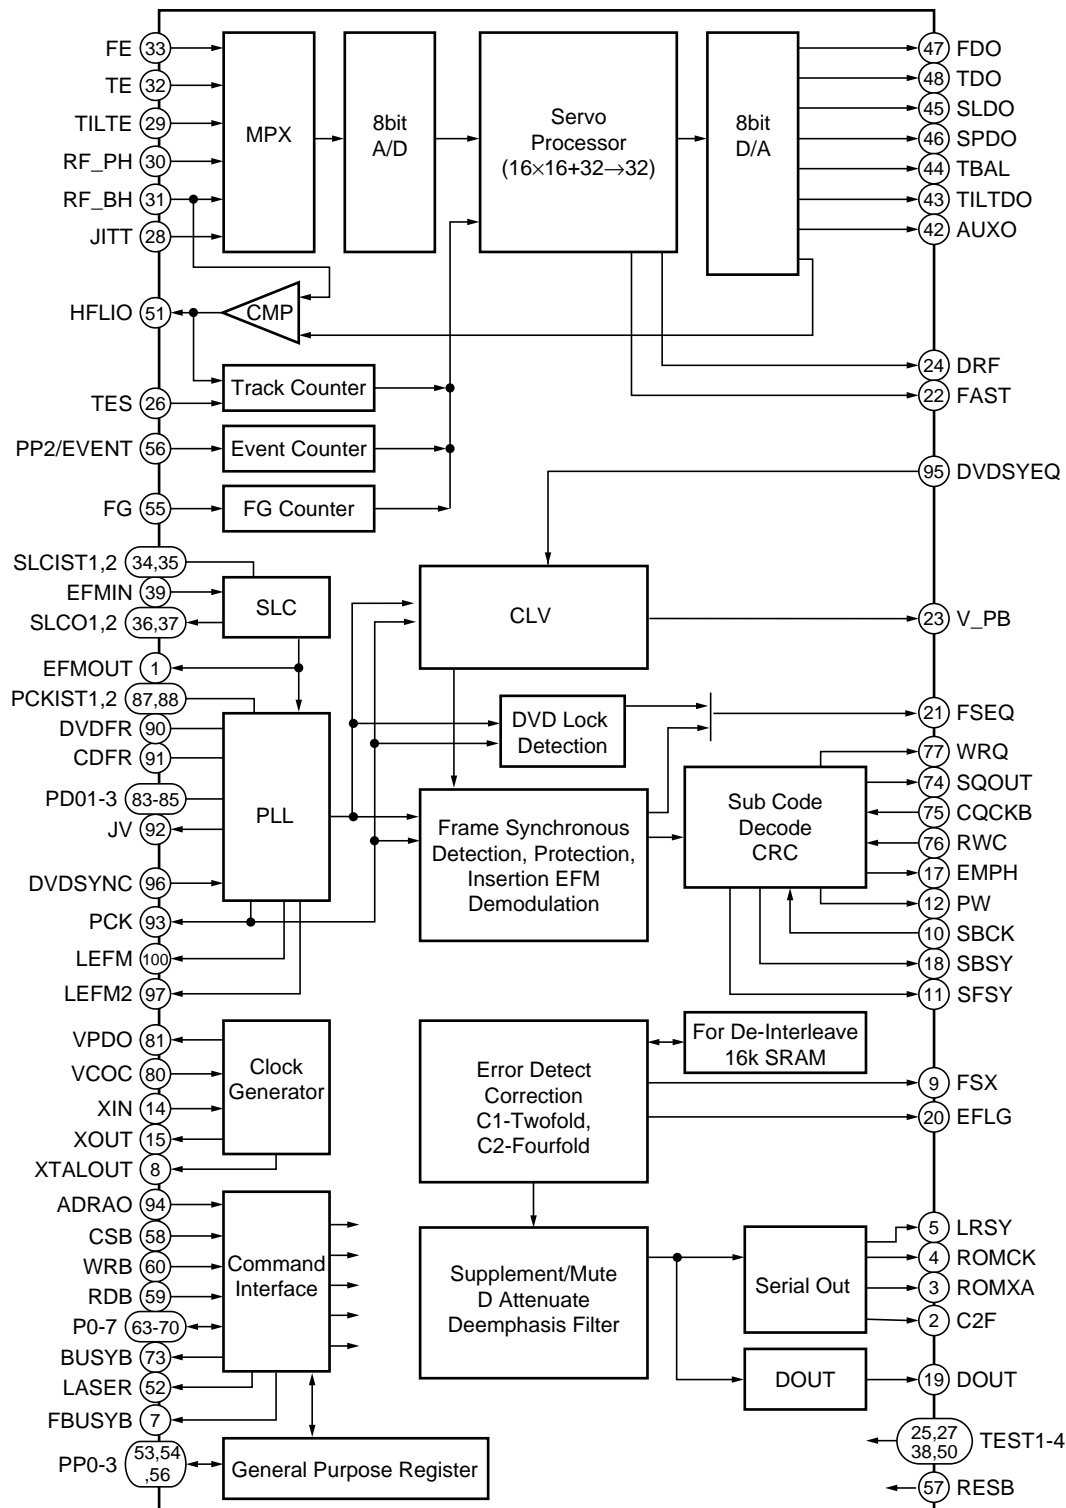 FE 33
TE 32
TILTE 29
RF_PH 30
RF_BH 31
JITT 28
HFLIO 51
TES 26
PP2/EVENT 56
FG 55
SLCIST1,2 34,35
EFMIN 39
SLCO1,2 36,37
EFMOUT 1
PCKIST1,2 87,88
DVDFR 90
CDFR 91
PD01-3 83-85
JV 92
DVDSYNC 96
PCK 93
LEFM 100
LEFM2 97
VPDO 81
VCOC 80
XIN 14
XOUT 15
XTALOUT 8
ADRAO 94
CSB 58
WRB 60
RDB 59
P0-7 63-70
BUSYB 73
LASER 52
FBUSYB 7
PP0-3 53,54
,56
MPX
8bit
A/D
Servo
Processor
(16×16+32→32)
8bit
D/A
CMP
Track Counter
Event Counter
FG Counter
SLC
CLV
PLL
DVD Lock
Detection
Frame Synchronous
Detection, Protection,
Insertion EFM
Demodulation
Sub Code
Decode
CRC
Clock
Generator
Error Detect
Correction
C1-Twofold,
C2-Fourfold
For De-Interleave
16k SRAM
Command
Interface
Supplement/Mute
D Attenuate
Deemphasis Filter
Serial Out
DOUT
General Purpose Register
47 FDO
48 TDO
45 SLDO
46 SPDO
44 TBAL
43 TILTDO
42 AUXO
24 DRF
22 FAST
95 DVDSYEQ
23 V_PB
21 FSEQ
77 WRQ
74 SQOUT
75 CQCKB
76 RWC
17 EMPH
12 PW
10 SBCK
18 SBSY
11 SFSY
9 FSX
20 EFLG
5 LRSY
4 ROMCK
3 ROMXA
2 C2F
19 DOUT
25,27
38,50 TEST1-4
57 RESB